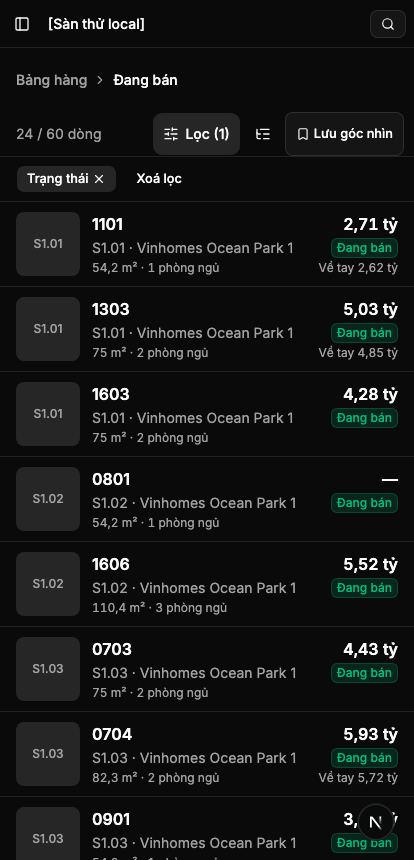 [Sàn thử local]
Bảng hàng > Đang bán
24 / 60 dòng
Lọc (1)
Lưu góc nhìn
Trạng thái ×
Xoá lọc
S1.01
1101
2,71 tỷ
S1.01 · Vinhomes Ocean Park 1
Đang bán
54,2 m² · 1 phòng ngủ
Về tay 2,62 tỷ
S1.01
1303
5,03 tỷ
S1.01 · Vinhomes Ocean Park 1
Đang bán
75 m² · 2 phòng ngủ
Về tay 4,85 tỷ
S1.01
1603
4,28 tỷ
S1.01 · Vinhomes Ocean Park 1
Đang bán
75 m² · 2 phòng ngủ
S1.02
0801
—
S1.02 · Vinhomes Ocean Park 1
Đang bán
54,2 m² · 1 phòng ngủ
S1.02
1606
5,52 tỷ
S1.02 · Vinhomes Ocean Park 1
Đang bán
110,4 m² · 3 phòng ngủ
S1.03
0703
4,43 tỷ
S1.03 · Vinhomes Ocean Park 1
Đang bán
75 m² · 2 phòng ngủ
S1.03
0704
5,93 tỷ
S1.03 · Vinhomes Ocean Park 1
Đang bán
82,3 m² · 2 phòng ngủ
Về tay 5,72 tỷ
S1.03
0901
N
S1.03 · Vinhomes Ocean Park 1
Đang bán